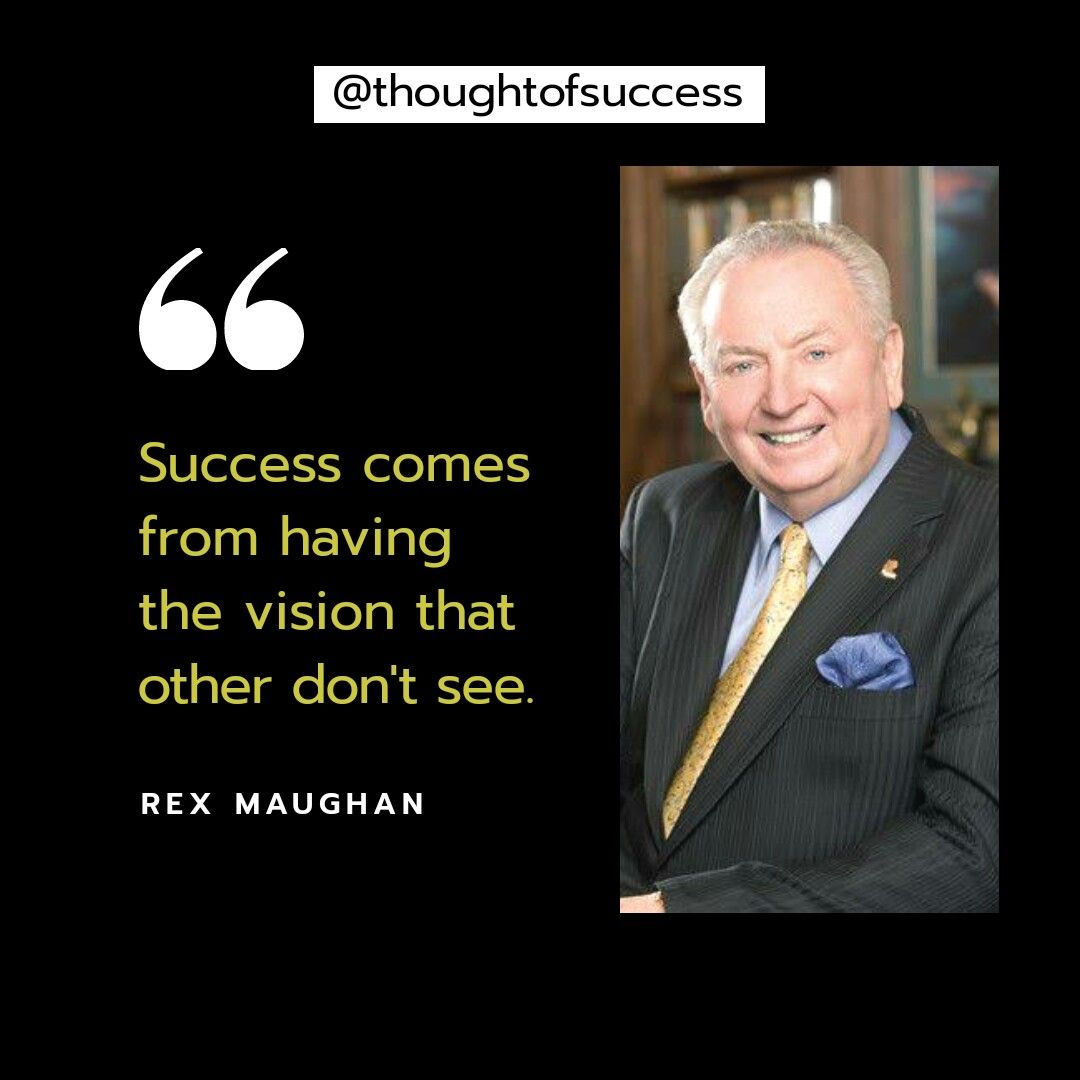 @thoughtofsuccess
“
Success comes
from having
the vision that
other don't see.
REX MAUGHAN